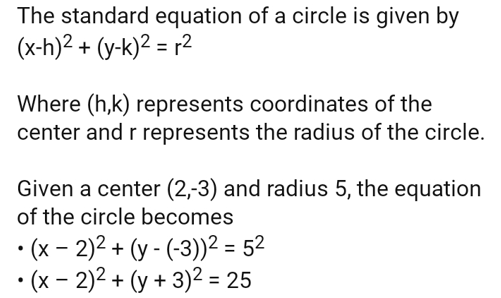 The standard equation of a circle is given by
(x-h)² + (y-k)² = r²
Where (h,k) represents coordinates of the
center and r represents the radius of the circle.
Given a center (2,-3) and radius 5, the equation
of the circle becomes
• (x − 2)² + (y - (-3))² = 5²
• (x − 2)² + (y + 3)² = 25